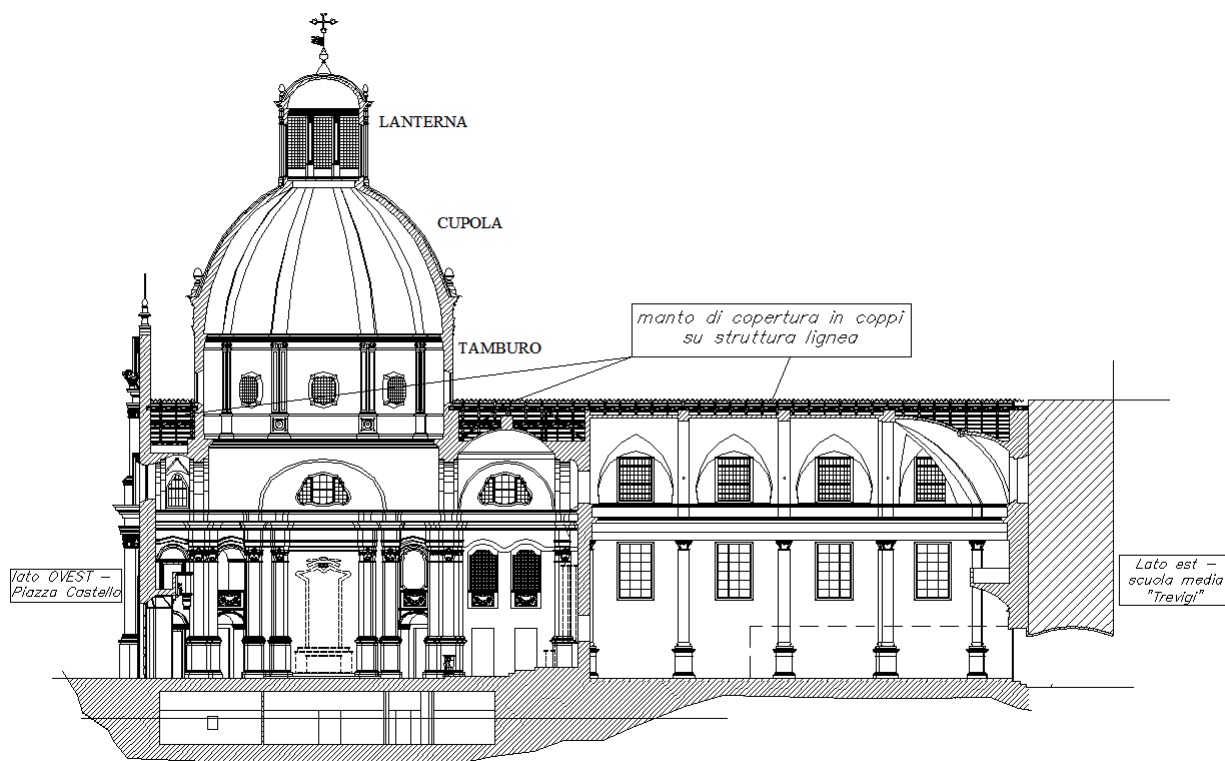 LANTERNA
CUPOLA
manto di copertura in coppi
su struttura lignea
TAMBURO
lato OVEST –
Piazza Castello
Lato est –
scuola media
"Trevigi"